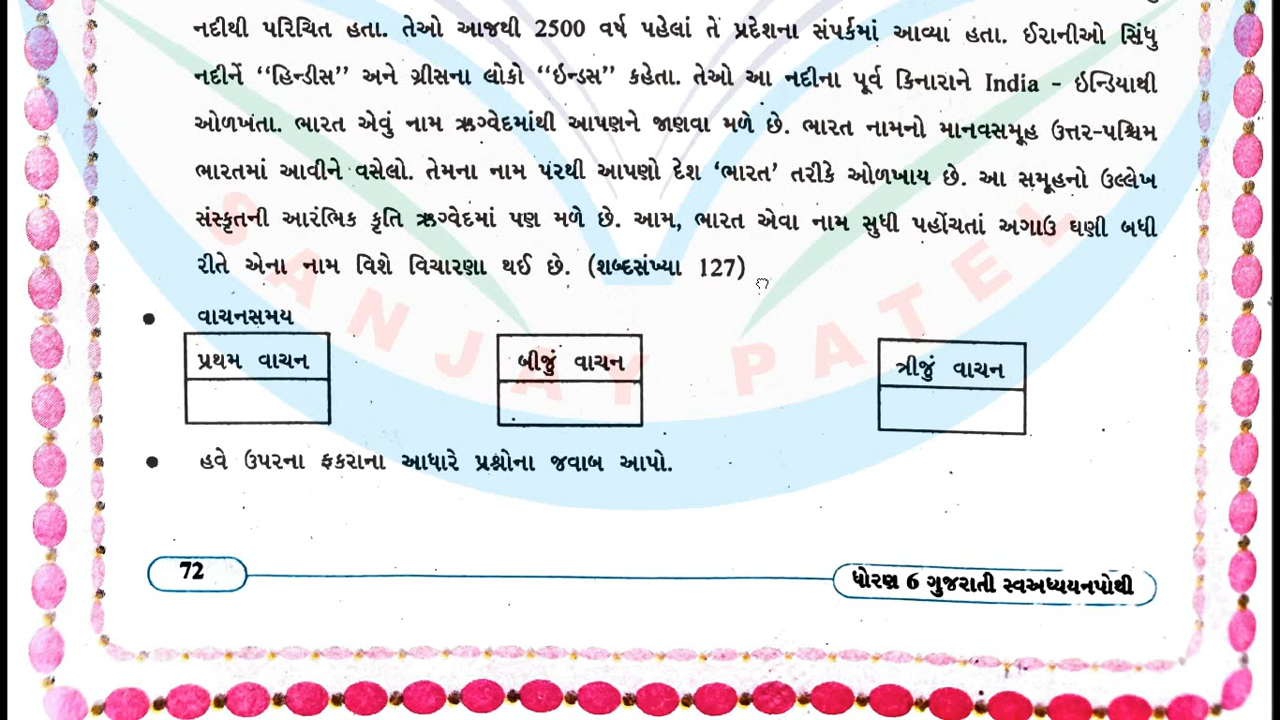 નદીથી પરિચિત હતા. તેઓ આજથી 2500 વર્ષ પહેલાં તે પ્રદેશના સંપર્કમાં આવ્યા હતા. ઈરાનીઓ સિંધુ
નદીને “હિન્ડીસ” અને ગ્રીસના લોકો “ઇન્ડસ” કહેતા. તેઓ આ નદીના પૂર્વ કિનારાને India - ઇન્ડિયાથી
ઓળખતા. ભારત એવું નામ ઋગ્વેદમાંથી આપણને જાણવા મળે છે. ભારત નામનો માનવસમૂહ ઉત્તર-પશ્ચિમ
ભારતમાં આવીને વસેલો. તેમના નામ પરથી આપણો દેશ ‘ભારત’ તરીકે ઓળખાય છે. આ સમૂહનો ઉલ્લેખ
સંસ્કૃતની આરંભિક કૃતિ ઋગ્વેદમાં પણ મળે છે. આમ, ભારત એવા નામ સુધી પહોંચતાં અગાઉ ઘણી બધી
રીતે એના નામ વિશે વિચારણા થઈ છે. (શબ્દસંખ્યા 127)
SANJAY PATEL
• વાચનસમય
પ્રથમ વાચન
બીજું વાચન
ત્રીજું વાચન
• હવે ઉપરના ફકરાના આધારે પ્રશ્નોના જવાબ આપો.
72
ધોરણ 6 ગુજરાતી સ્વઅધ્યયનપોથી